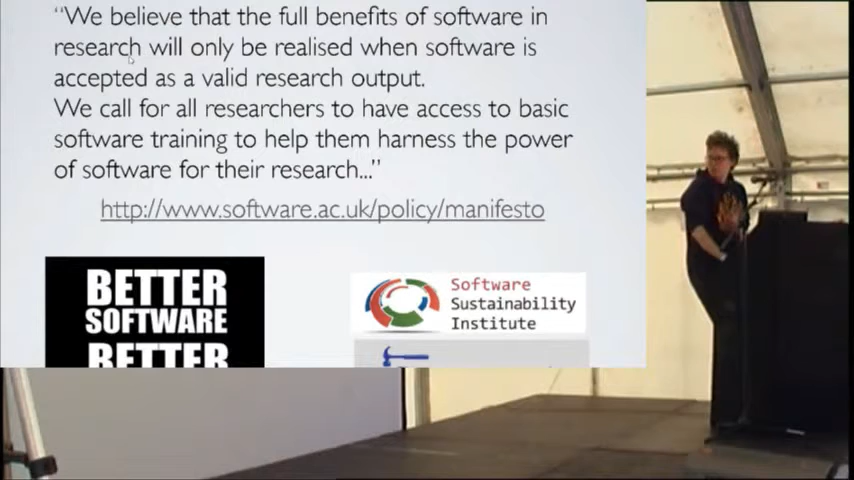 “We believe that the full benefits of software in
research will only be realised when software is
accepted as a valid research output.
We call for all researchers to have access to basic
software training to help them harness the power
of software for their research...”
http://www.software.ac.uk/policy/manifesto
BETTER
SOFTWARE
BETTER
Software
Sustainability
Institute